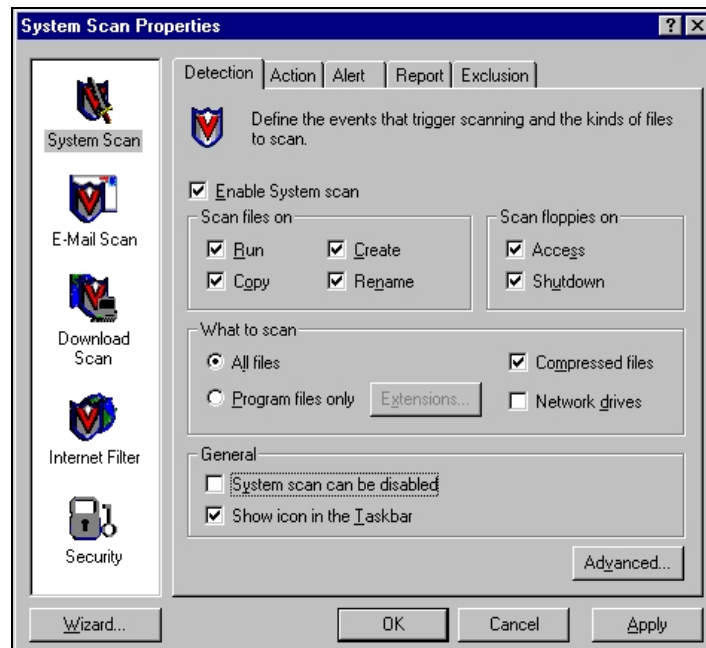 System Scan Properties
System Scan
E-Mail Scan
Download
Scan
Internet Filter
Security
Detection Action Alert Report Exclusion
Define the events that trigger scanning and the kinds of files
to scan.
Enable System scan
Scan files on
Run Create
Copy Rename
Scan floppies on
Access
Shutdown
What to scan
All files Compressed files
Program files only Extensions... Network drives
General
System scan can be disabled
Show icon in the Taskbar
Advanced...
Wizard... OK Cancel Apply